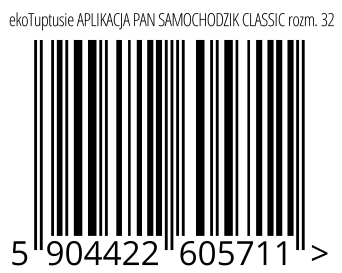 ekoTuptusie APLIKACJA PAN SAMOCHODZIK CLASSIC rozm. 32
5 904422 605711 >